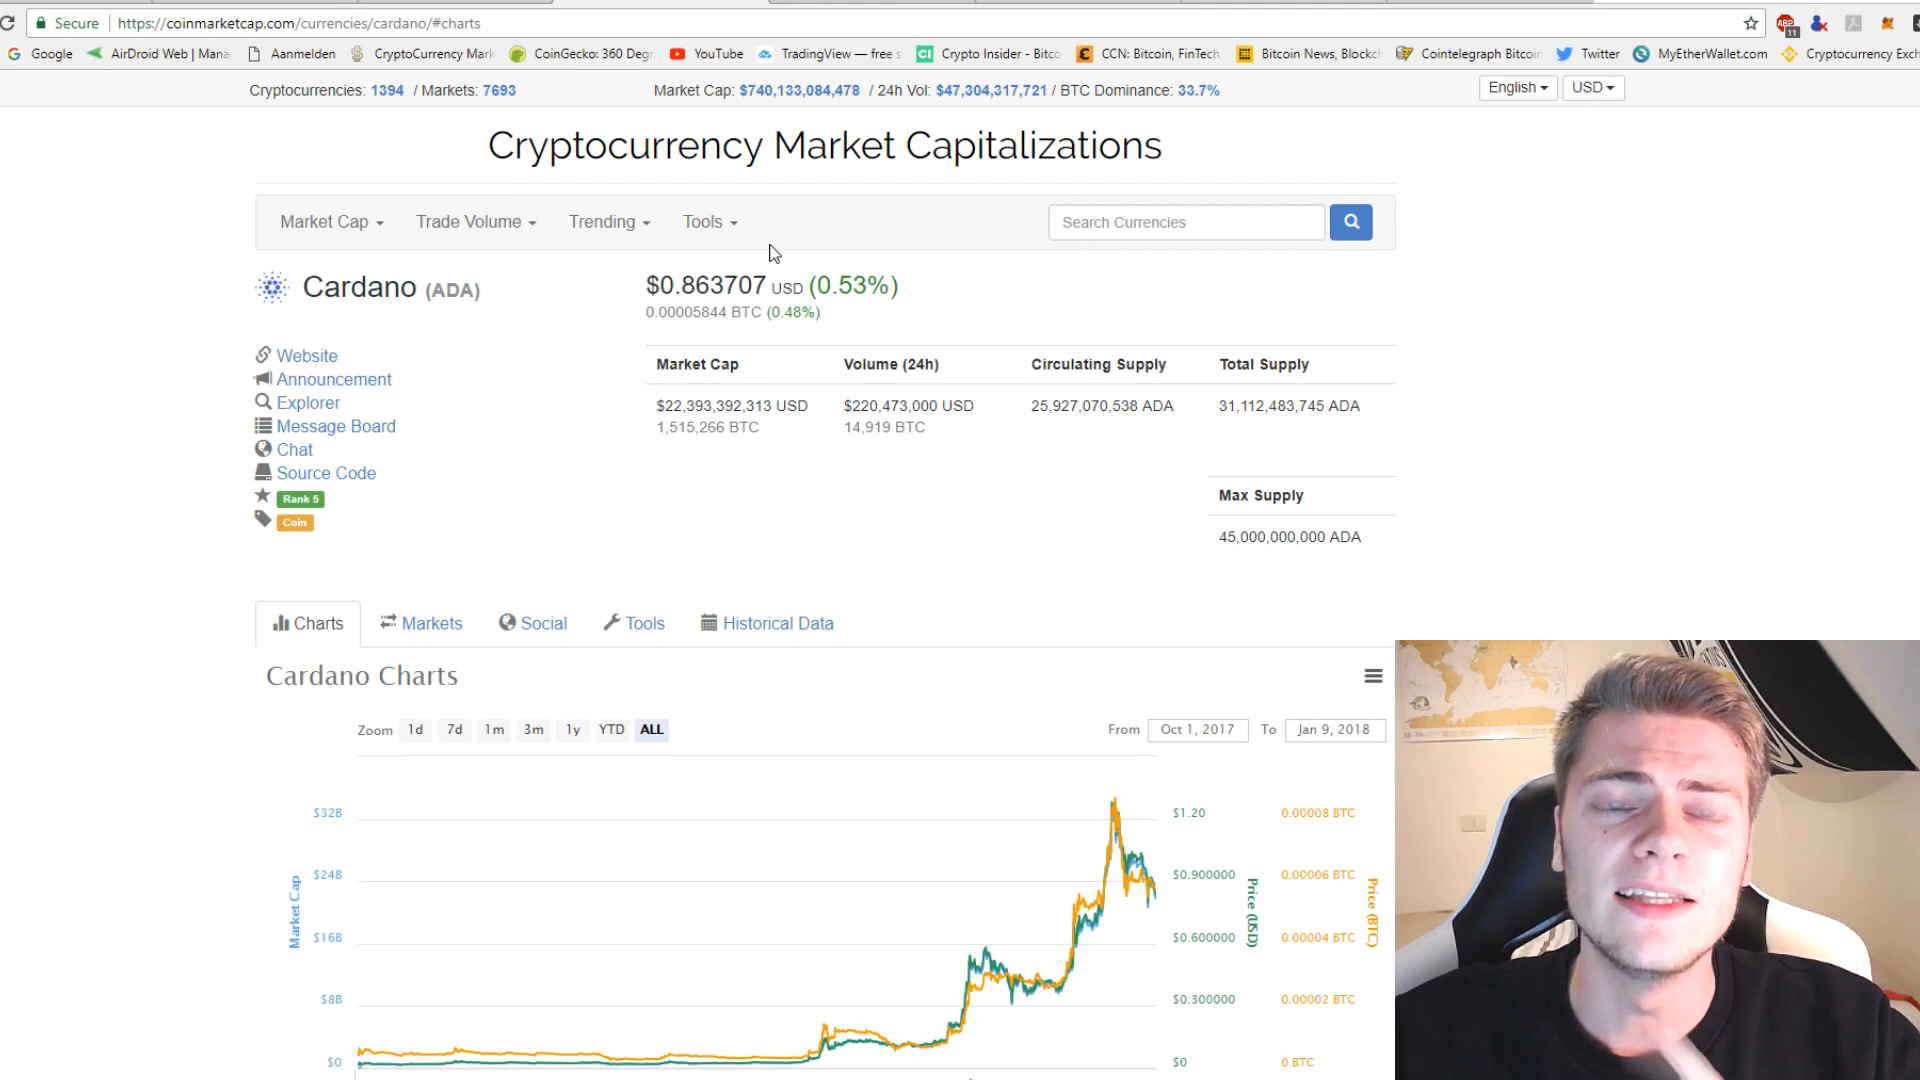 Secure https://coinmarketcap.com/currencies/cardano/#charts
ABP 11
Google AirDroid Web | Mana Aanmelden CryptoCurrency Mark CoinGecko: 360 Degr YouTube TradingView — free s CI Crypto Insider - Bitco CCN: Bitcoin, FinTech Bitcoin News, Blockch Cointelegraph Bitcoin Twitter MyEtherWallet.com Cryptocurrency Exch
Cryptocurrencies: 1394 / Markets: 7693 Market Cap: $740,133,084,478 / 24h Vol: $47,304,317,721 / BTC Dominance: 33.7% English USD
Cryptocurrency Market Capitalizations
Market Cap Trade Volume Trending Tools Search Currencies
Cardano (ADA) $0.863707 USD (0.53%)
0.00005844 BTC (0.48%)
Website
Announcement
Explorer
Message Board
Chat
Source Code
Rank 5
Coin
Market Cap Volume (24h) Circulating Supply Total Supply
$22,393,392,313 USD $220,473,000 USD 25,927,070,538 ADA 31,112,483,745 ADA
1,515,266 BTC 14,919 BTC
Max Supply
45,000,000,000 ADA
Charts Markets Social Tools Historical Data
Cardano Charts
Zoom 1d 7d 1m 3m 1y YTD ALL From Oct 1, 2017 To Jan 9, 2018
$32B $1.20 0.00008 BTC
$24B $0.900000 0.00006 BTC
$16B $0.600000 0.00004 BTC
$8B $0.300000 0.00002 BTC
$0 $0 0 BTC
Market Cap
Price (USD)
Price (BTC)